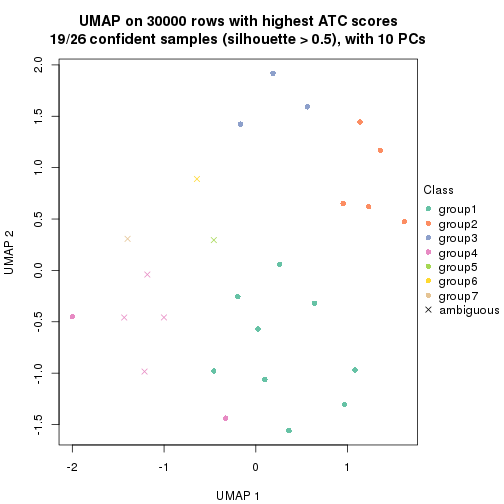 UMAP on 30000 rows with highest ATC scores
19/26 confident samples (silhouette > 0.5), with 10 PCs
2.0
1.5
1.0
0.5
0.0
-0.5
-1.0
-1.5
UMAP 2
-2
-1
0
1
UMAP 1
Class
group1
group2
group3
group4
group5
group6
group7
ambiguous